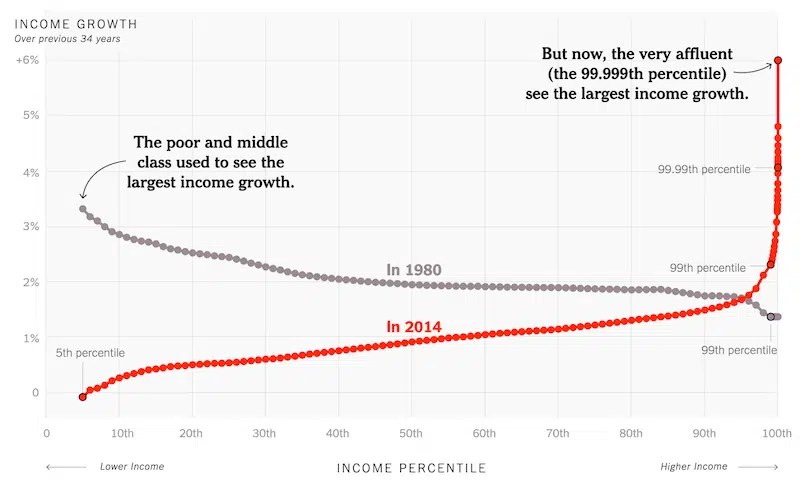 INCOME GROWTH
Over previous 34 years
+6%
5%
4%
3%
2%
1%
0
But now, the very affluent
(the 99.999th percentile)
see the largest income growth.
The poor and middle
class used to see the
largest income growth.
99.99th percentile
In 1980
99th percentile
In 2014
5th percentile
99th percentile
0
10th
20th
30th
40th
50th
60th
70th
80th
90th
100th
Lower Income
INCOME PERCENTILE
Higher Income